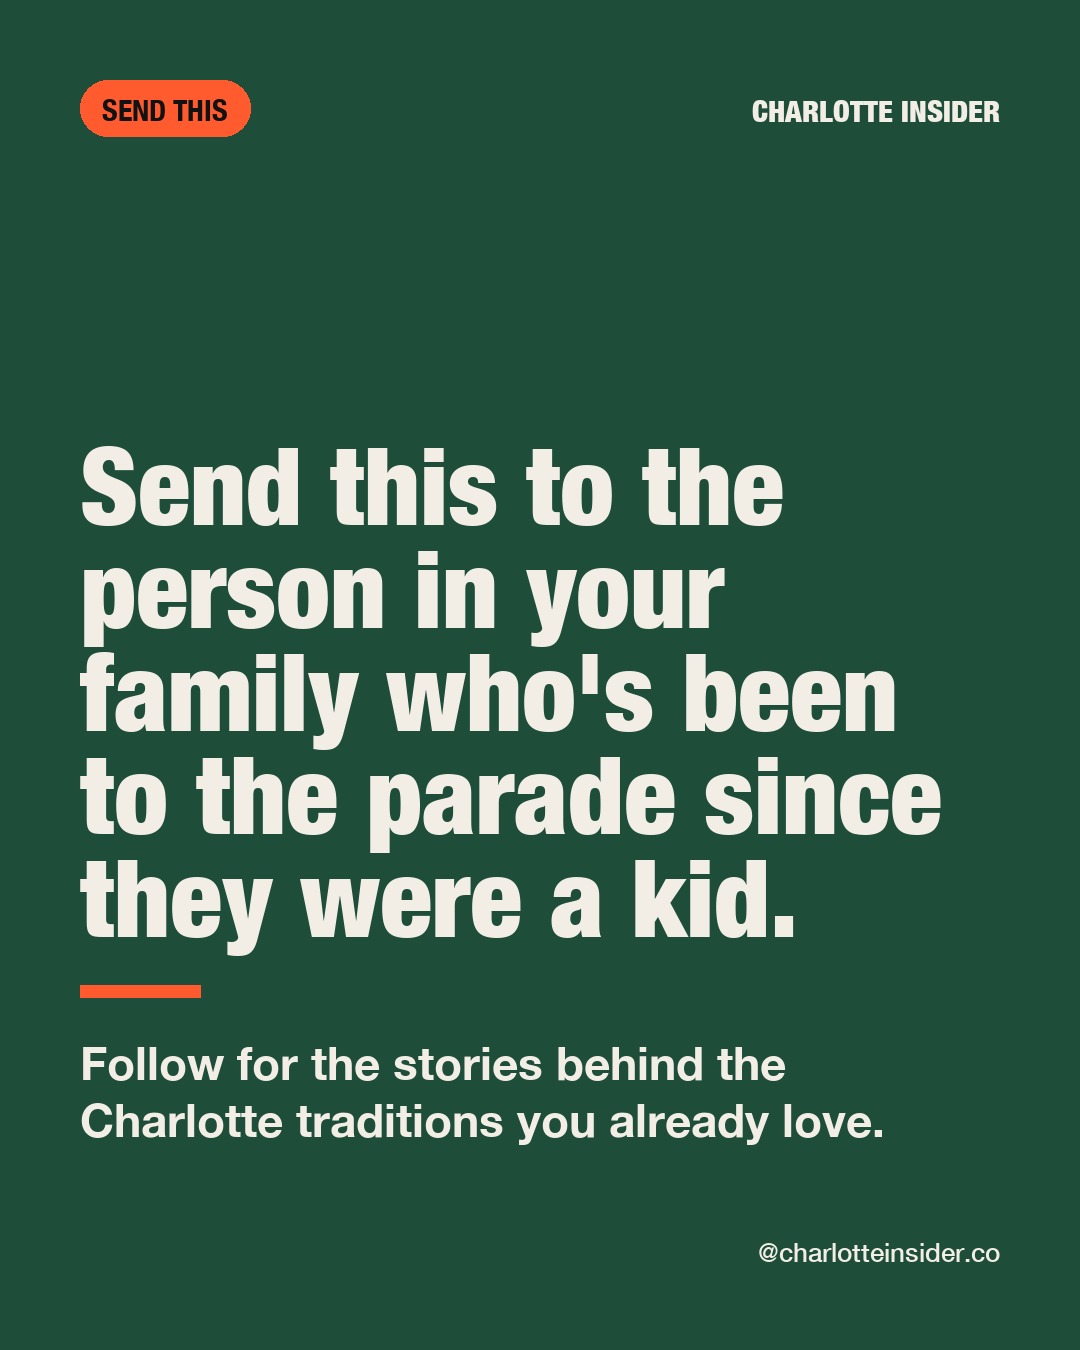 SEND THIS
CHARLOTTE INSIDER
Send this to the
person in your
family who's been
to the parade since
they were a kid.
Follow for the stories behind the
Charlotte traditions you already love.
@charlotteinsider.co